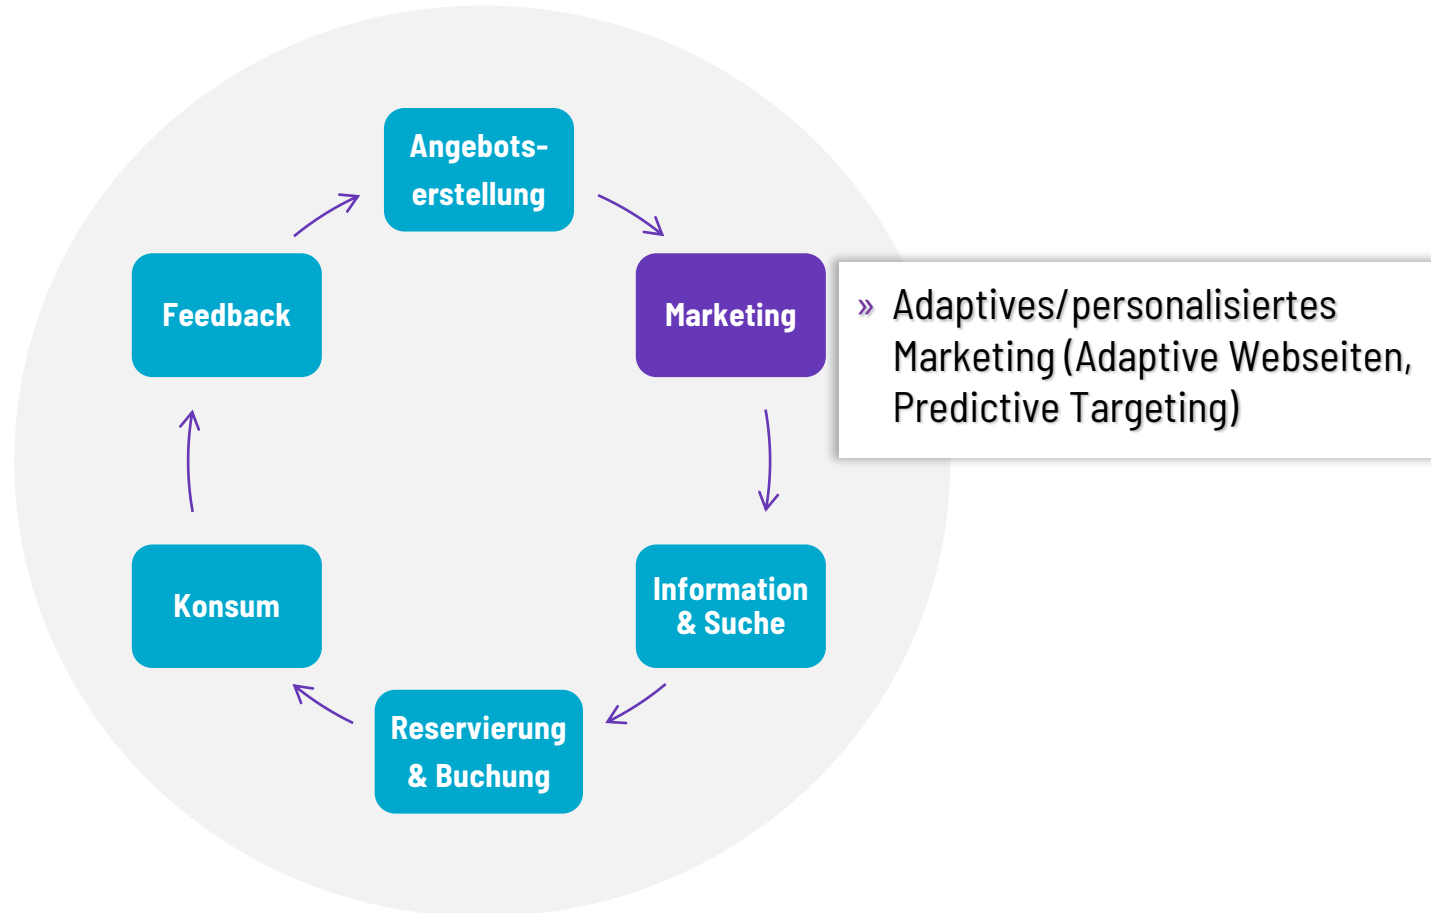 Angebots-
erstellung
Feedback
Marketing
» Adaptives/personalisiertes
Marketing (Adaptive Webseiten,
Predictive Targeting)
Konsum
Information
& Suche
Reservierung
& Buchung